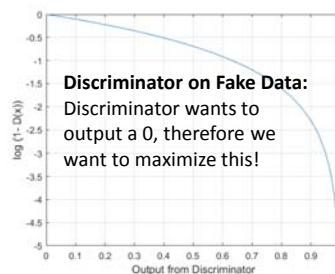 0
-0.5
-1
-1.5
-2
-2.5
-3
-3.5
-4
-4.5
-5
log (1- D(x))
Discriminator on Fake Data:
Discriminator wants to
output a 0, therefore we
want to maximize this!
0 0.1 0.2 0.3 0.4 0.5 0.6 0.7 0.8 0.9
Output from Discriminator